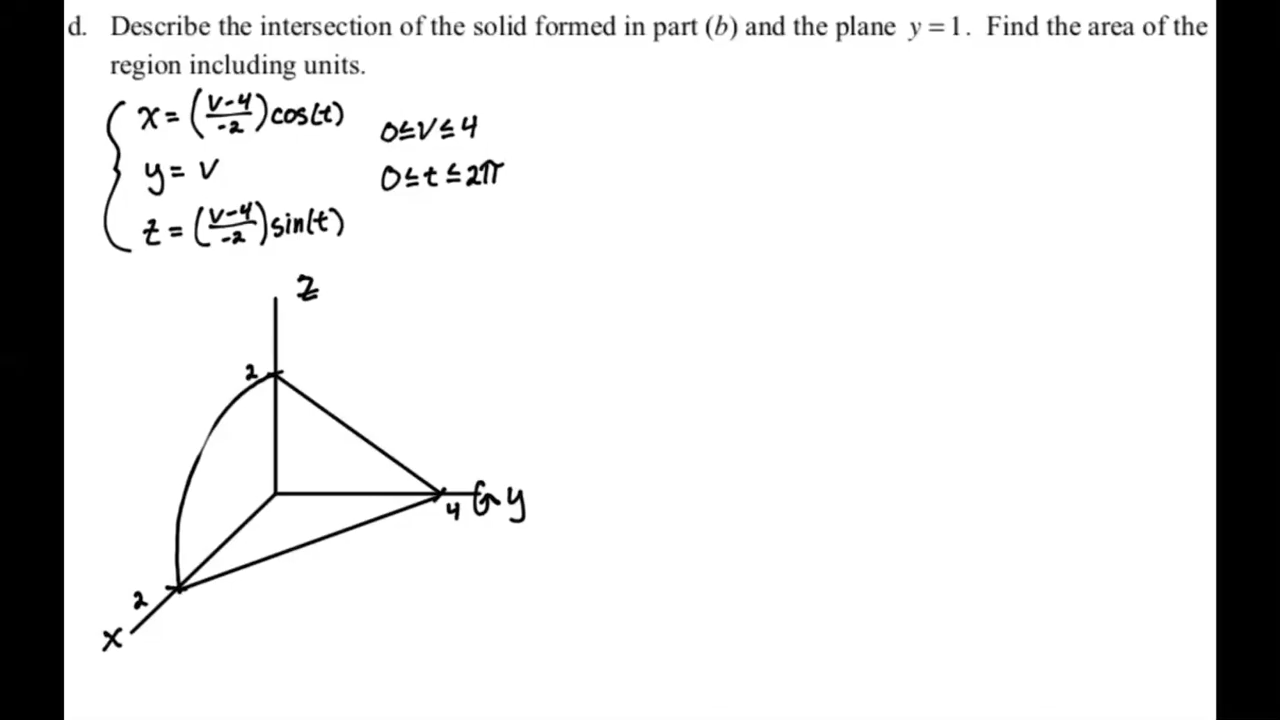 d. Describe the intersection of the solid formed in part (b) and the plane y = 1. Find the area of the
region including units.
x = ((v-4)/-2)cos(t)
0≤v≤4
y = v
0≤t≤2π
z = ((v-4)/-2)sin(t)
z
2
4
y
2
x